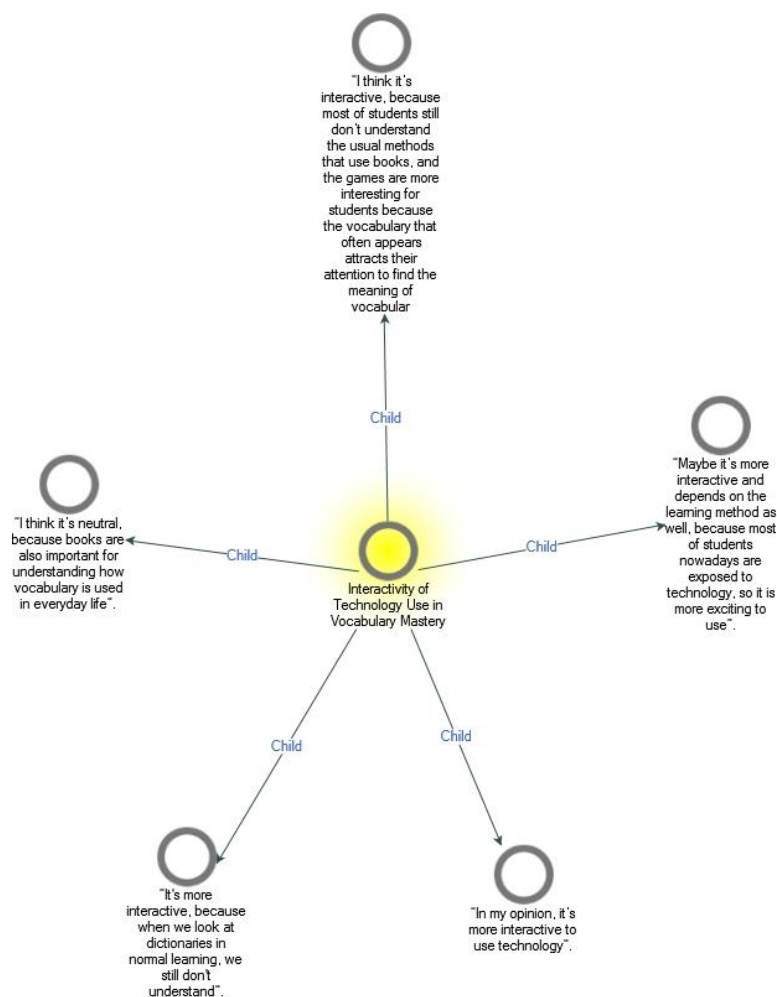 "I think it's
interactive, because
most of students still
don't understand
the usual methods
that use books, and
the games are more
interesting for
students because
the vocabulary that
often appears
attracts their
attention to find the
meaning of
vocabular
Child
"Maybe it's more
interactive and
depends on the
learning method as
well, because most
of students
nowadays are
exposed to
technology, so it is
more exciting to
use".
Child
"I think it's neutral,
because books are
also important for
understanding how
vocabulary is used
in everyday life".
Child
Interactivity of
Technology Use in
Vocabulary Mastery
Child
Child
"It's more
interactive, because
when we look at
dictionaries in
normal learning, we
still don't
understand".
"In my opinion, it's
more interactive to
use technology".